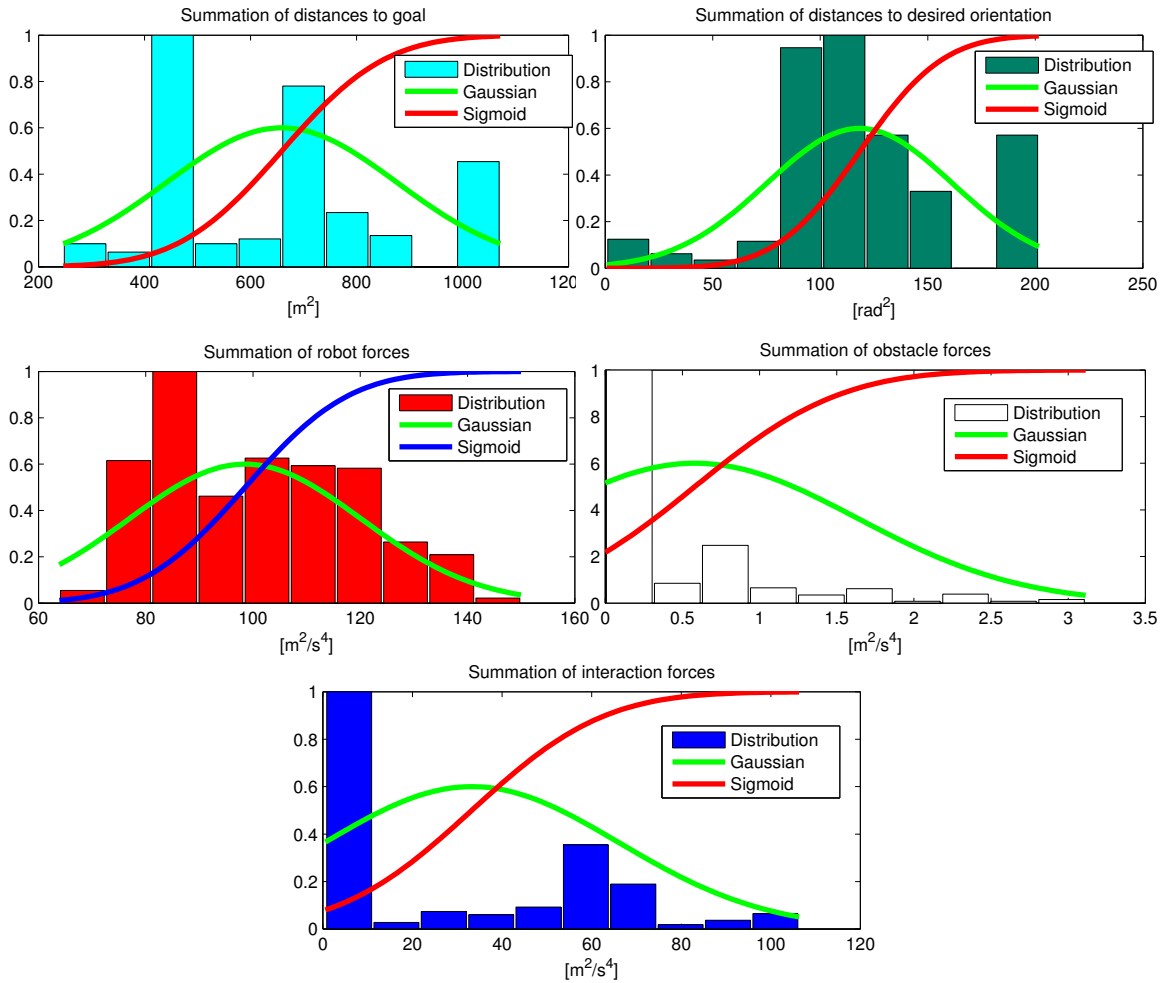 Summation of distances to goal
1
0.8
0.6
0.4
0.2
0
200
400
600
800
1000
120
[m²]
Distribution
Gaussian
Sigmoid
Summation of distances to desired orientation
1
0.8
0.6
0.4
0.2
0
0
50
100
150
200
250
[rad²]
Distribution
Gaussian
Sigmoid
Summation of robot forces
1
0.8
0.6
0.4
0.2
0
60
80
100
120
140
160
[m²/s⁴]
Distribution
Gaussian
Sigmoid
Summation of obstacle forces
10
8
6
4
2
0
0
0.5
1
1.5
2
2.5
3
3.5
[m²/s⁴]
Distribution
Gaussian
Sigmoid
Summation of interaction forces
1
0.8
0.6
0.4
0.2
0
0
20
40
60
80
100
120
[m²/s⁴]
Distribution
Gaussian
Sigmoid